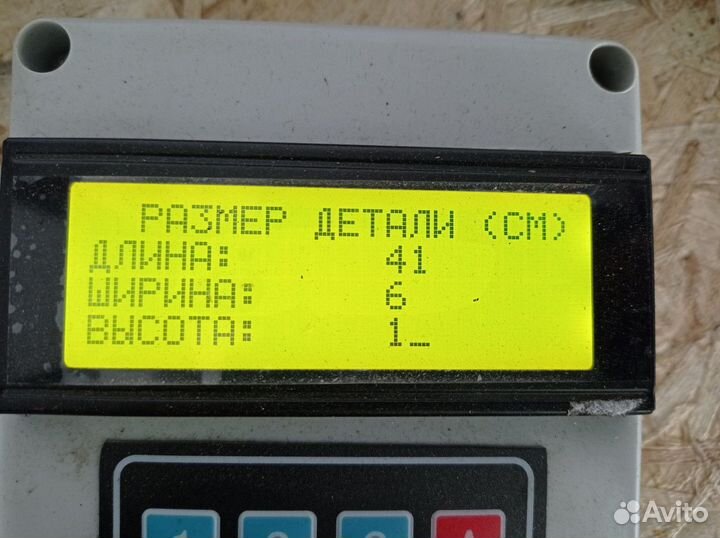 РАЗМЕР ДЕТАЛИ (СМ)
ДЛИНА: 41
ШИРИНА: 6
ВЫСОТА: 1_
Avito